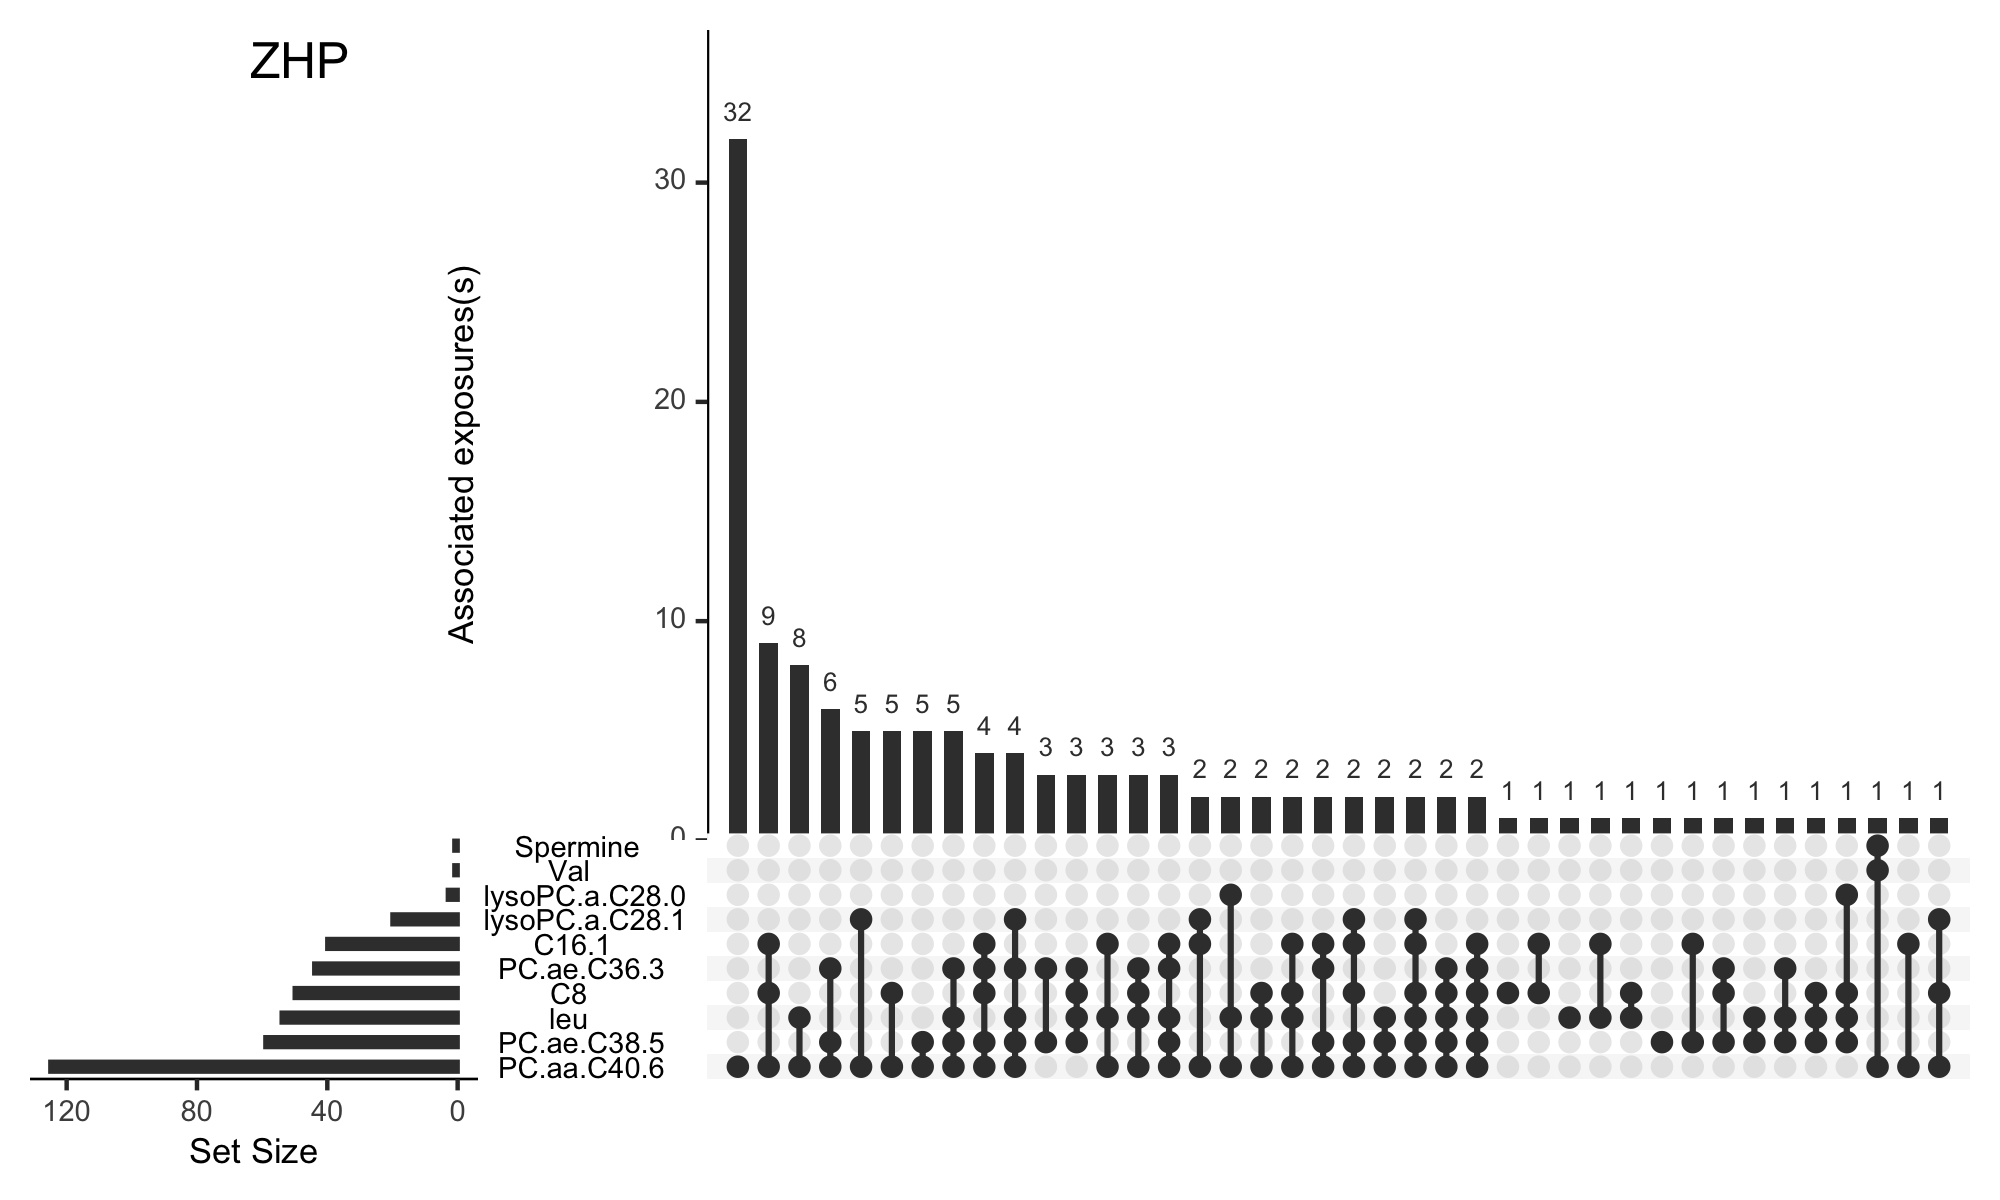 ZHP
Associated exposures(s)
30
20
10
0
32 9 8 6 5 5 5 5 4 4 3 3 3 3 3 2 2 2 2 2 2 2 2 2 2 1 1 1 1 1 1 1 1 1 1 1 1 1 1 1
Spermine
Val
lysoPC.a.C28.0
lysoPC.a.C28.1
C16.1
PC.ae.C36.3
C8
leu
PC.ae.C38.5
PC.aa.C40.6
120 80 40 0
Set Size